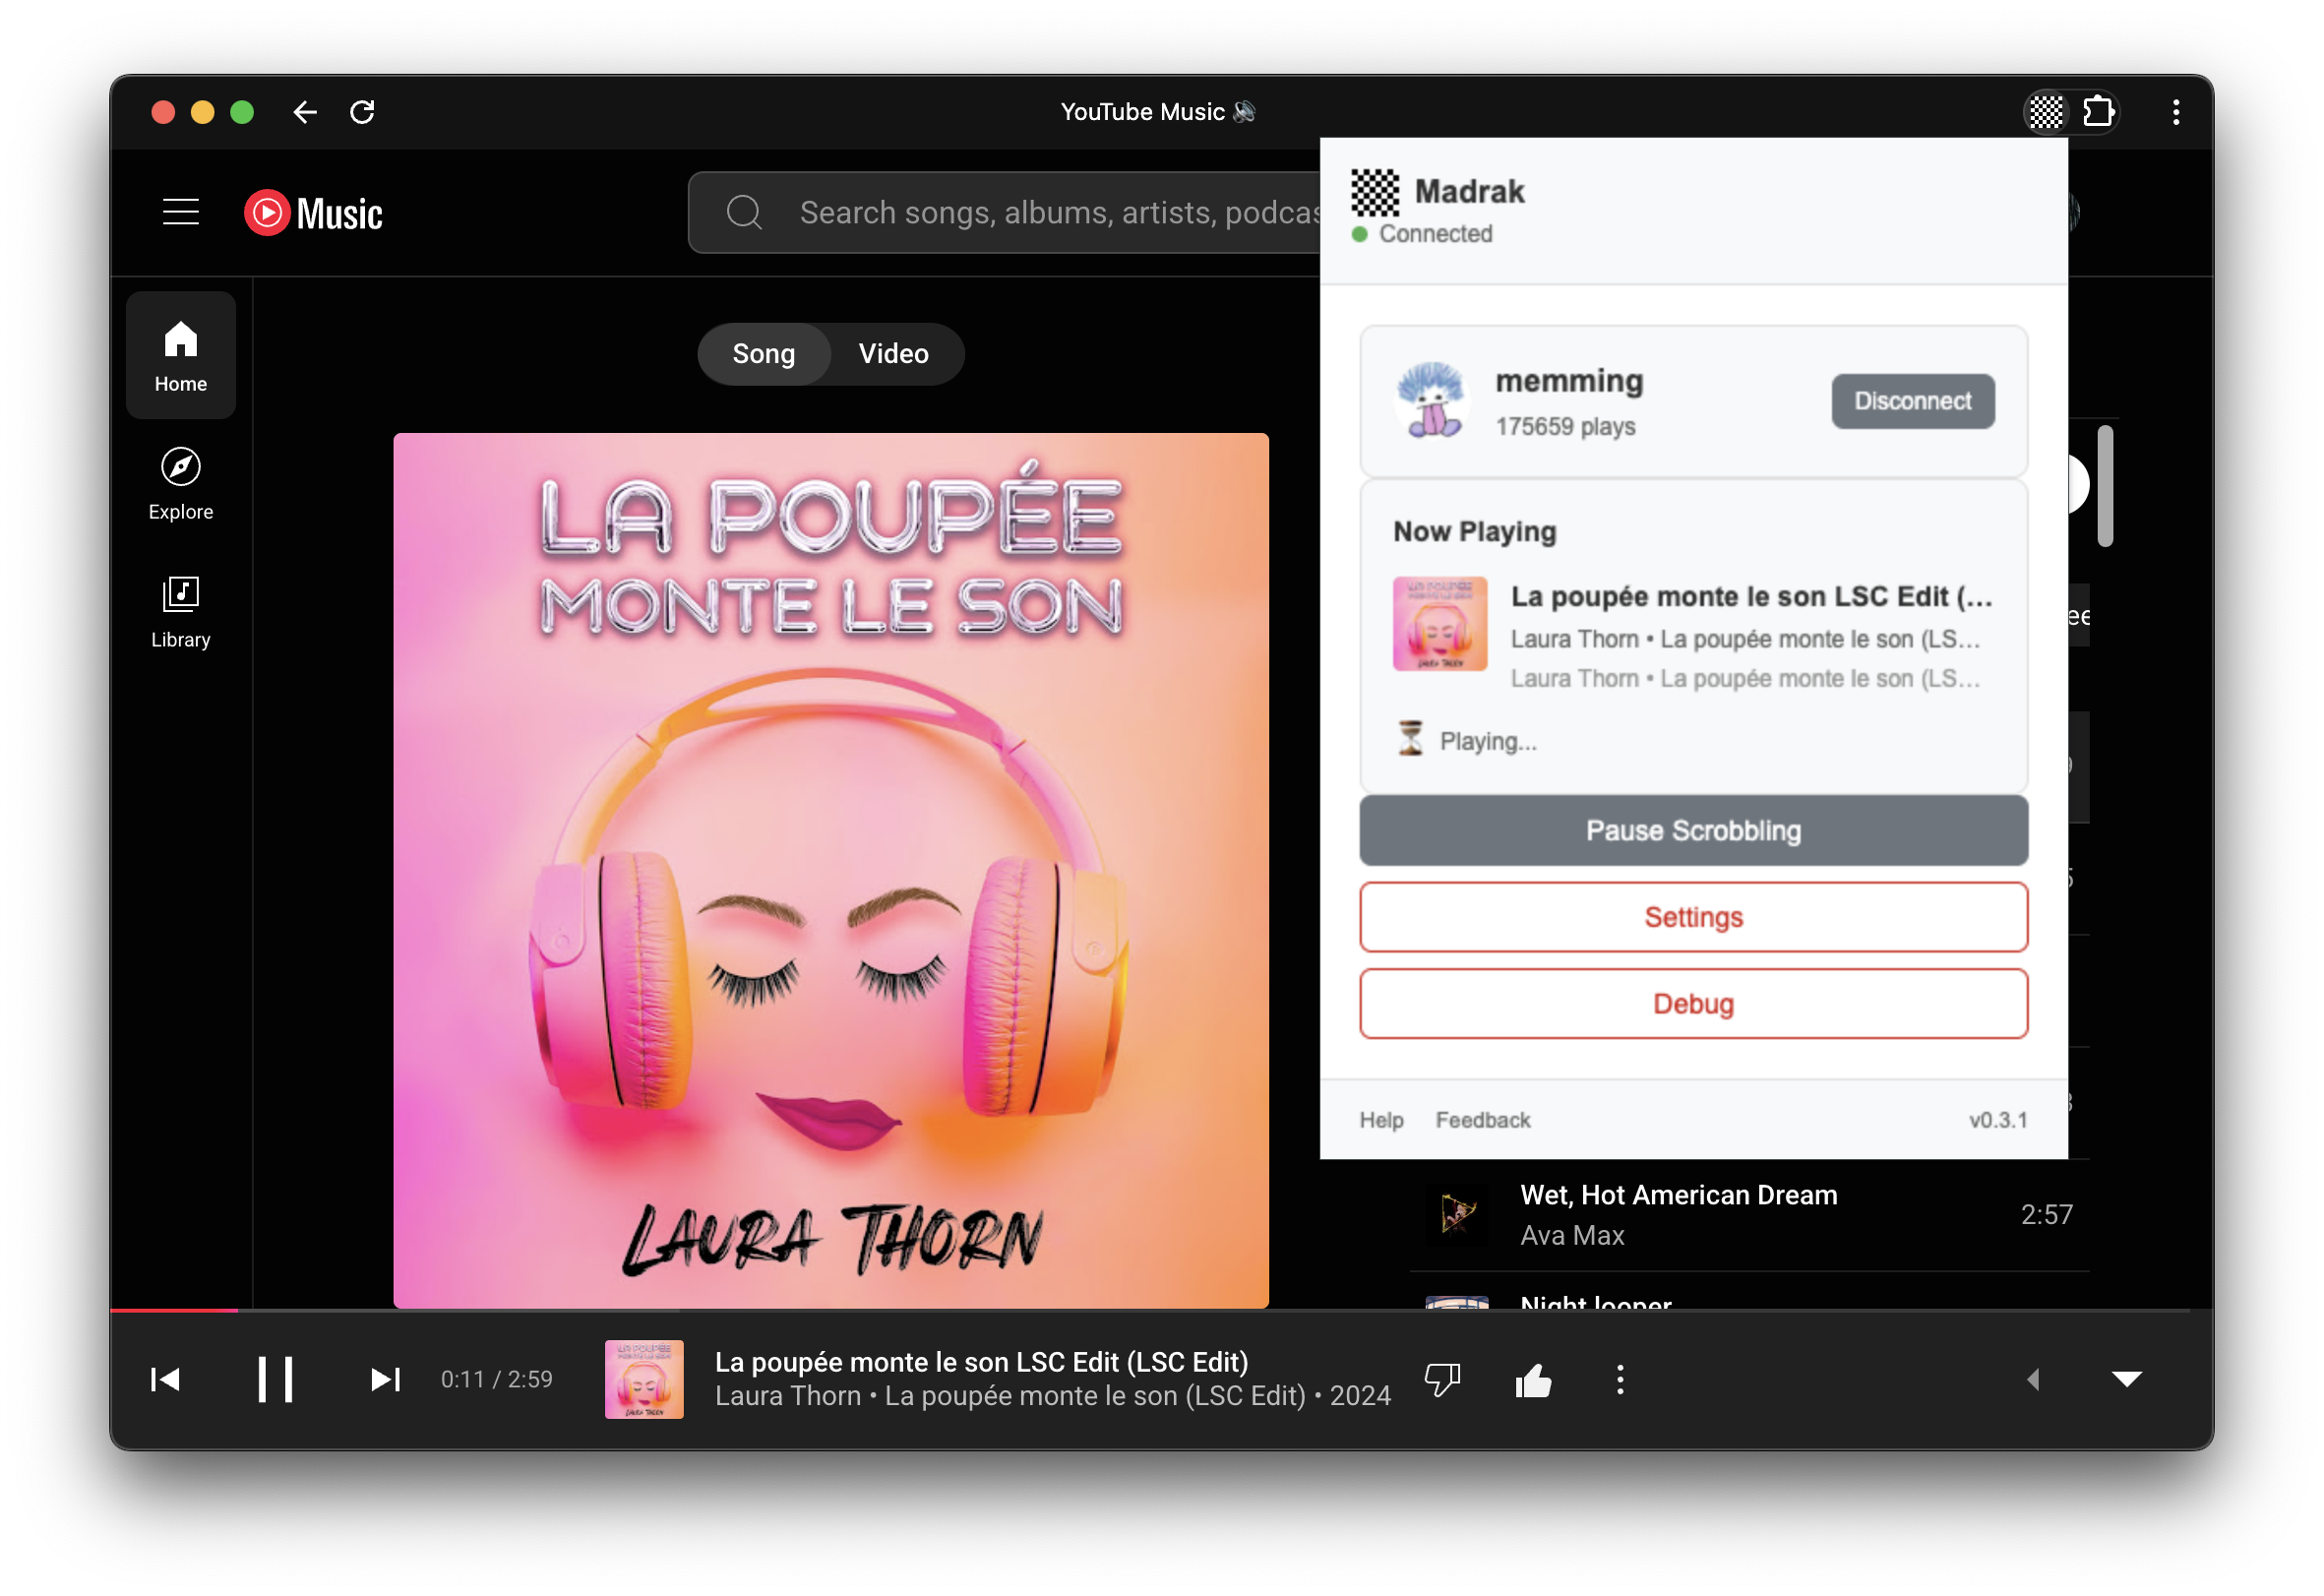 YouTube Music 🔊
Music
Search songs, albums, artists, podcas
Home
Explore
Library
Song
Video
LA POUPÉE
MONTE LE SON
LAURA THORN
Madrak
Connected
memming
175659 plays
Disconnect
Now Playing
La poupée monte le son LSC Edit (…
Laura Thorn • La poupée monte le son (LS…
Laura Thorn • La poupée monte le son (LS…
⏳ Playing...
Pause Scrobbling
Settings
Debug
Help
Feedback
v0.3.1
Wet, Hot American Dream
Ava Max
2:57
Night looper
0:11 / 2:59
La poupée monte le son LSC Edit (LSC Edit)
Laura Thorn • La poupée monte le son (LSC Edit) • 2024